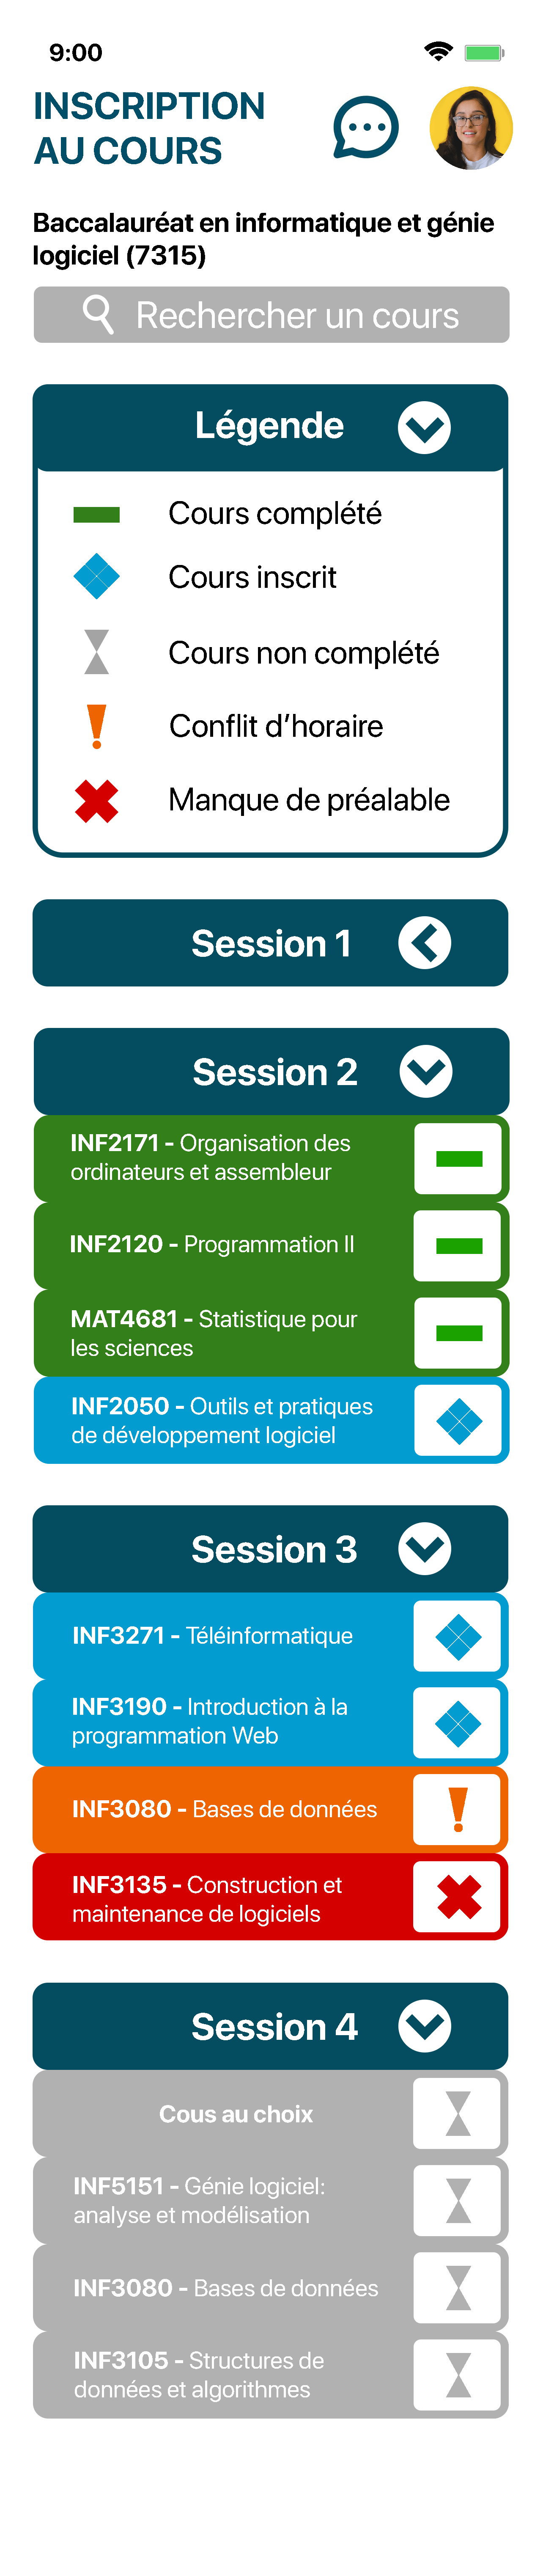 9:00
INSCRIPTION
AU COURS
Baccalauréat en informatique et génie
logiciel (7315)
Rechercher un cours
Légende
Cours complété
Cours inscrit
Cours non complété
Conflit d’horaire
Manque de préalable
Session 1
Session 2
INF2171 - Organisation des
ordinateurs et assembleur
INF2120 - Programmation II
MAT4681 - Statistique pour
les sciences
INF2050 - Outils et pratiques
de développement logiciel
Session 3
INF3271 - Téléinformatique
INF3190 - Introduction à la
programmation Web
INF3080 - Bases de données
INF3135 - Construction et
maintenance de logiciels
Session 4
Cous au choix
INF5151 - Génie logiciel:
analyse et modélisation
INF3080 - Bases de données
INF3105 - Structures de
données et algorithmes